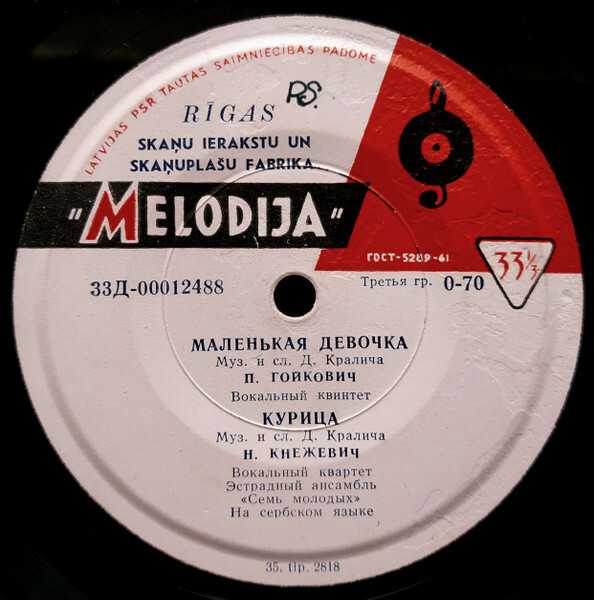 LATVIJAS PSR TAUTAS SAIMNIECĪBAS PADOME
RS.
RĪGAS
SKAŅU IERAKSTU UN
SKAŅUPLAŠU FABRIKA
"MELODIJA"
ГОСТ-5289-61
33⅓
33Д-00012488
Третья гр. 0-70
МАЛЕНЬКАЯ ДЕВОЧКА
Муз. и сл. Д. Кралича
П. ГОЙКОВИЧ
Вокальный квинтет
КУРИЦА
Муз. и сл. Д. Кралича
Н. КНЕЖЕВИЧ
Вокальный квартет
Эстрадный ансамбль
«Семь молодых»
На сербском языке
35. tip. 2818